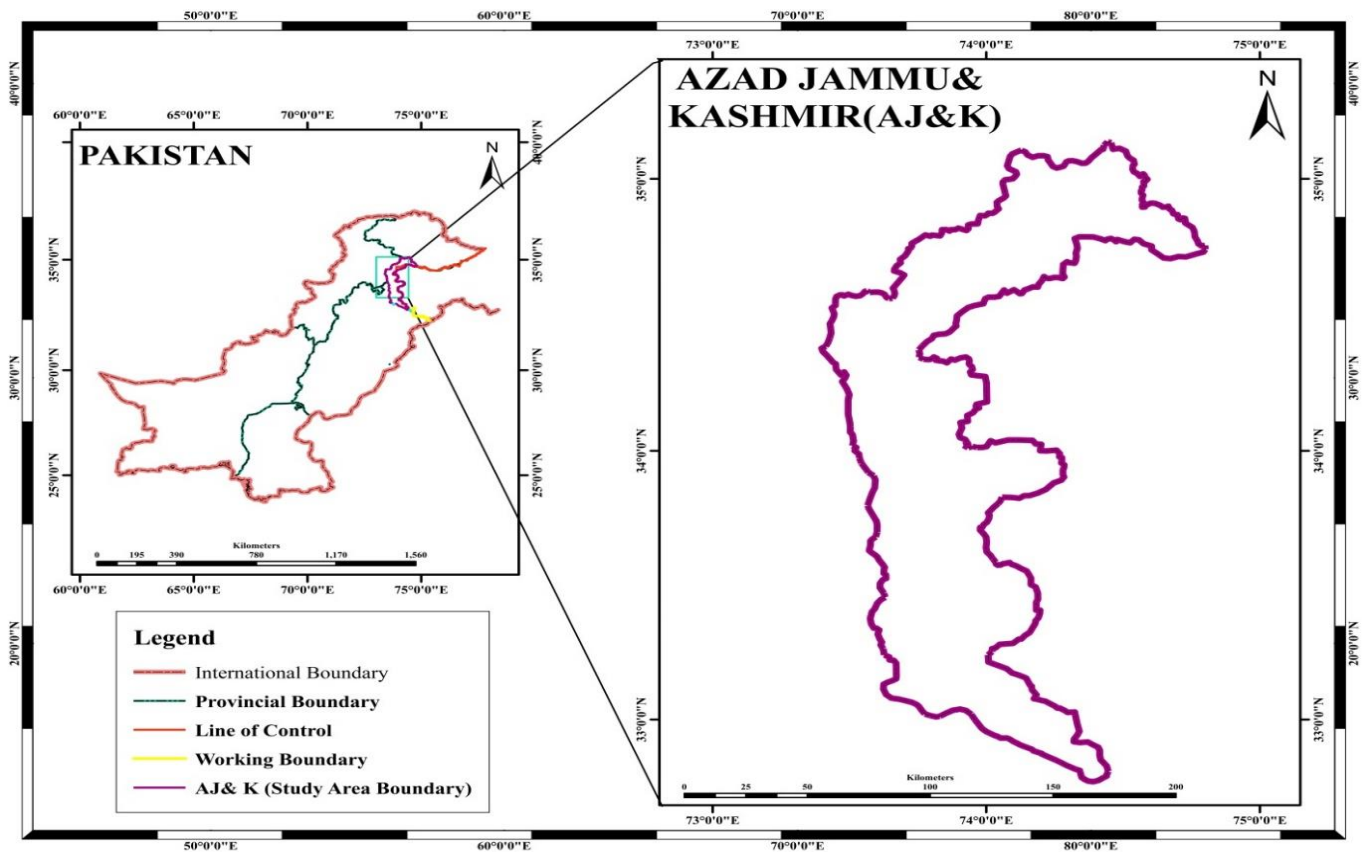 50°0'0"E 60°0'0"E 70°0'0"E 80°0'0"E
73°0'0"E 74°0'0"E 75°0'0"E
40°0'0"N
30°0'0"N
20°0'0"N
60°0'0"E 65°0'0"E 70°0'0"E 75°0'0"E
PAKISTAN
N
40°0'0"N
35°0'0"N
30°0'0"N
25°0'0"N
35°0'0"N
30°0'0"N
25°0'0"N
Kilometers
0 195 390 780 1,170 1,560
60°0'0"E 65°0'0"E 70°0'0"E 75°0'0"E
Legend
International Boundary
Provincial Boundary
Line of Control
Working Boundary
AJ& K (Study Area Boundary)
AZAD JAMMU&
KASHMIR(AJ&K)
N
35°0'0"N
34°0'0"N
33°0'0"N
35°0'0"N
34°0'0"N
33°0'0"N
Kilometers
0 25 50 100 150 200
73°0'0"E 74°0'0"E 75°0'0"E
40°0'0"N
30°0'0"N
20°0'0"N
50°0'0"E 60°0'0"E 70°0'0"E 80°0'0"E